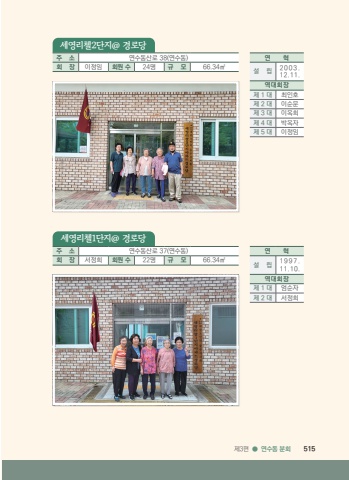 세영리첼2단지@ 경로당
주 소 연수동산로 38(연수동)
회 장 이정임 회원 수 24명 규 모 66.34㎡
연 혁
설 립 2003. 12.11.
역대회장
제 1 대 최인호
제 2 대 이순문
제 3 대 이옥희
제 4 대 박옥자
제 5 대 이정임
세영리첼1단지@ 경로당
주 소 연수동산로 37(연수동)
회 장 서정희 회원 수 22명 규 모 66.34㎡
연 혁
설 립 1997. 11.10.
역대회장
제 1 대 엄순자
제 2 대 서정희
제3편 ● 연수동 문화 515